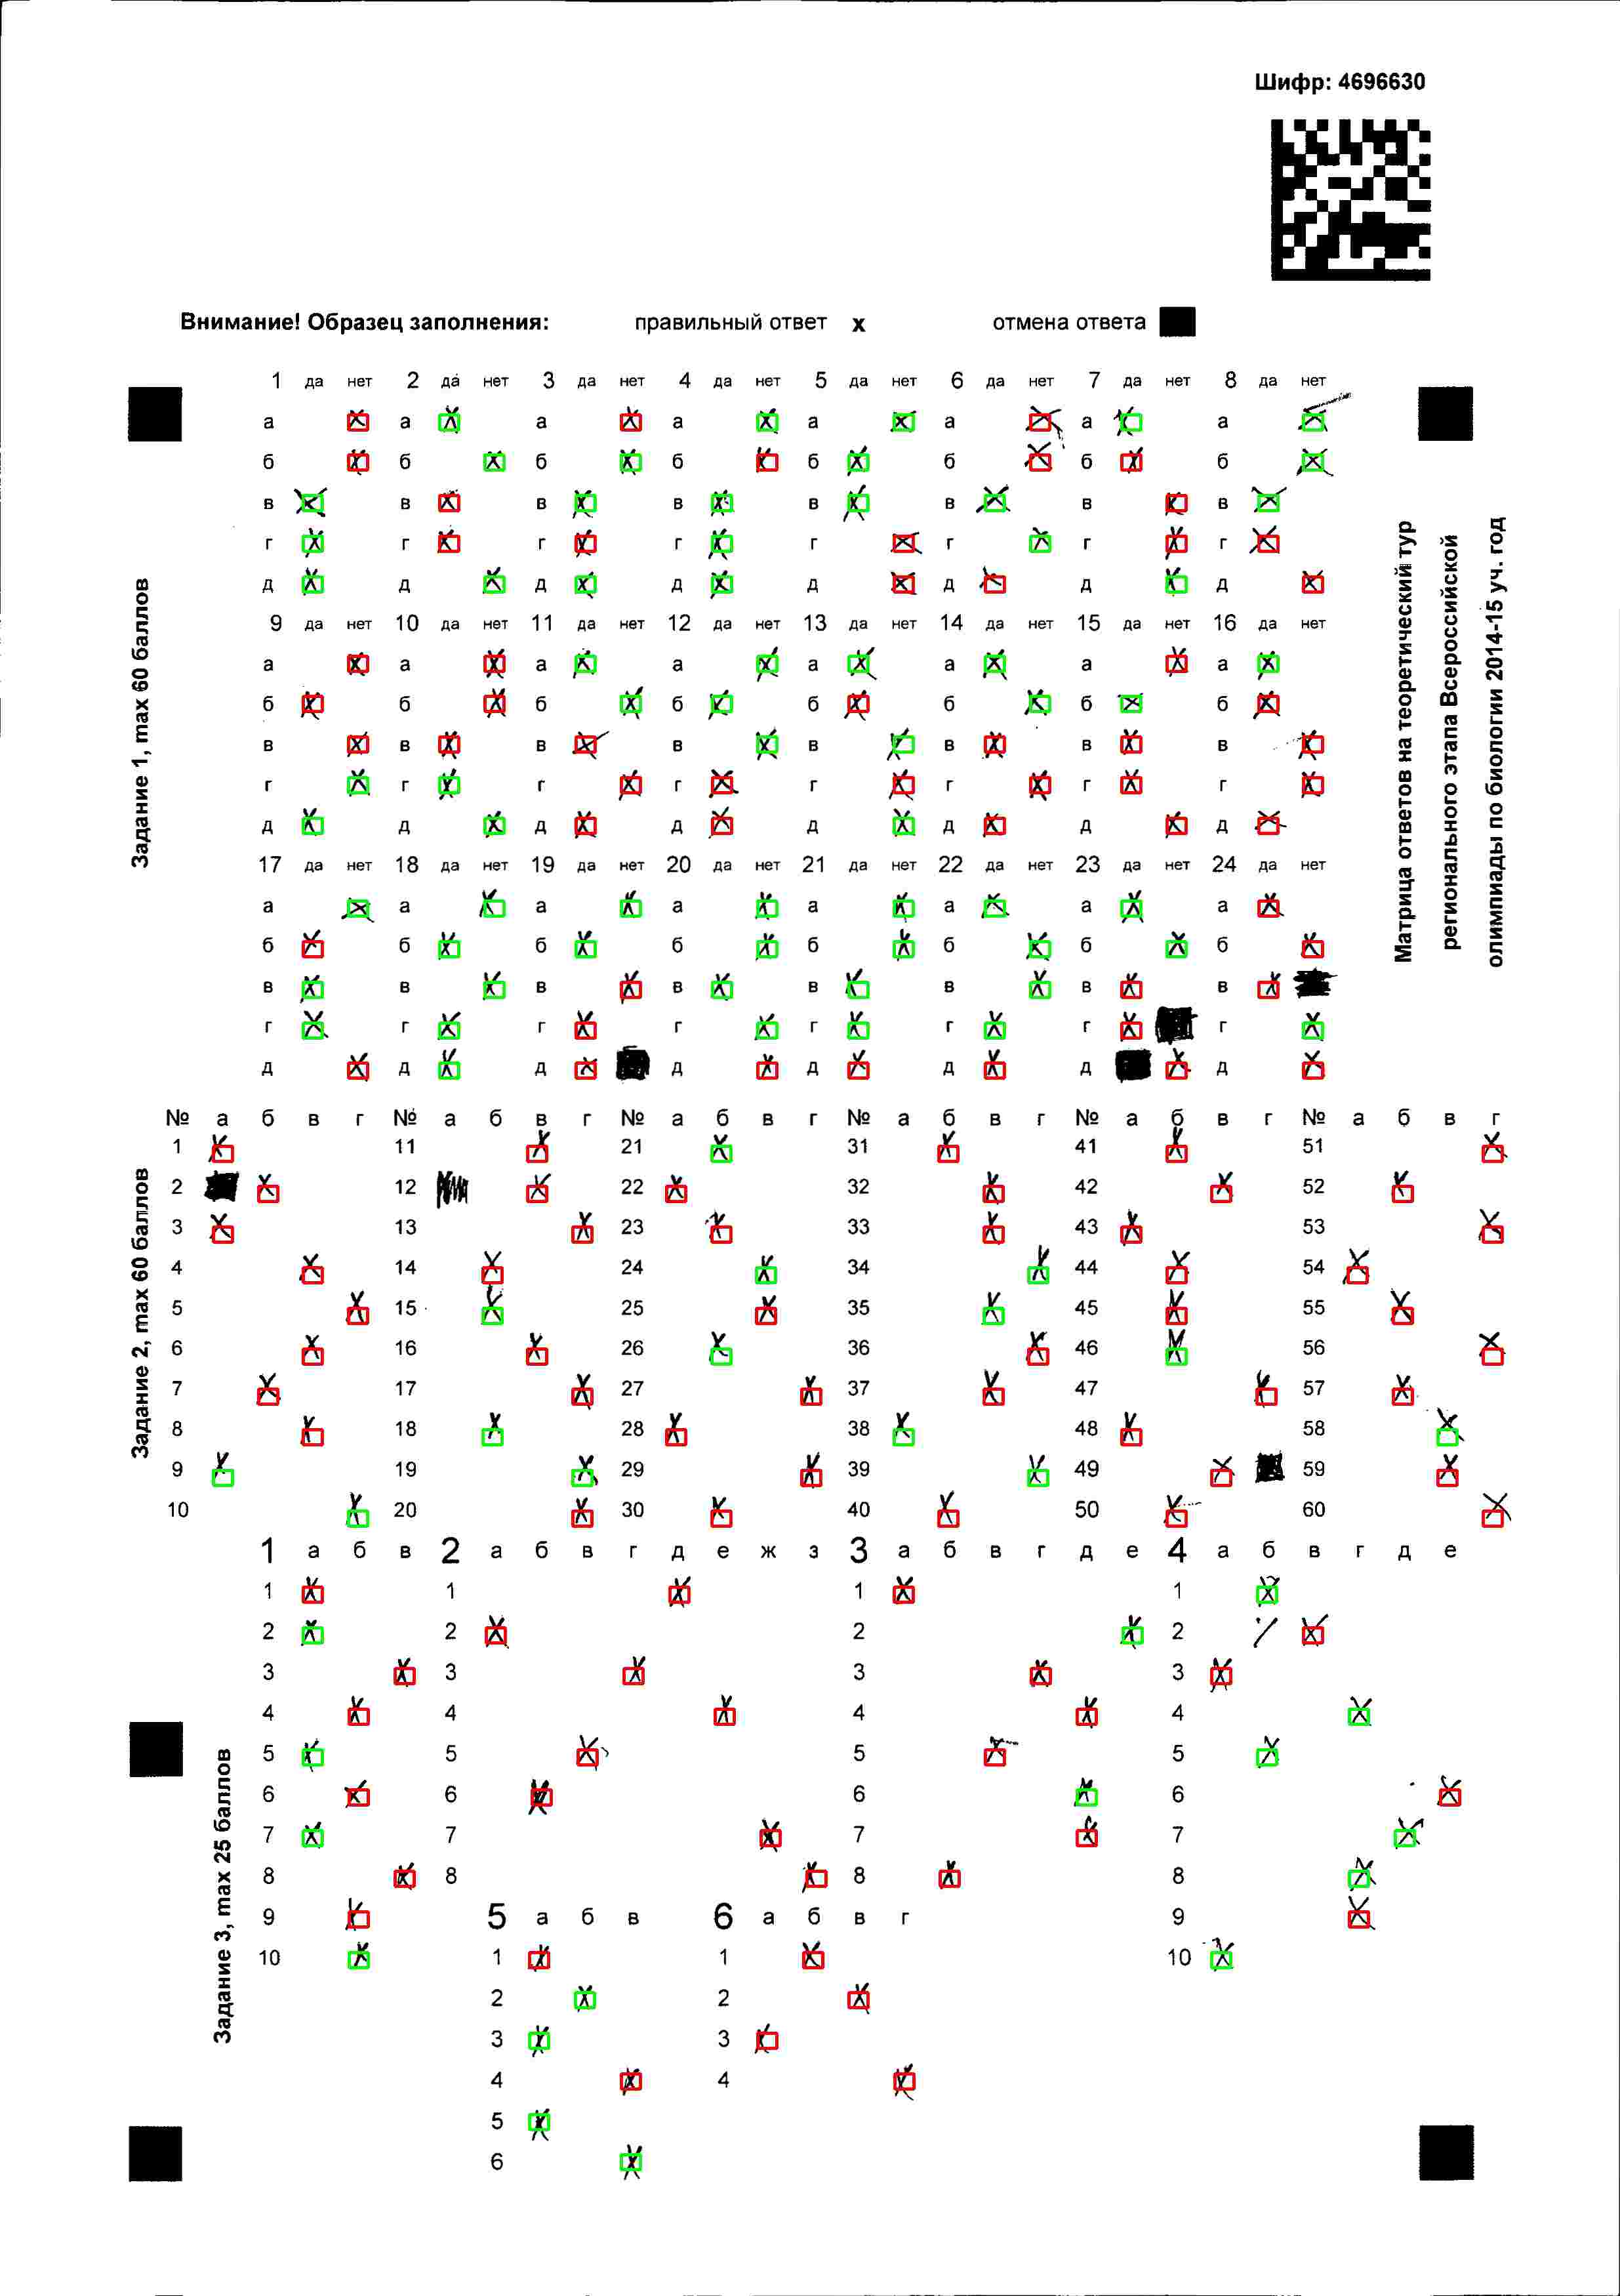 Шифр: 4696630
Внимание! Образец заполнения: правильный ответ x отмена ответа
1 да нет 2 да нет 3 да нет 4 да нет 5 да нет 6 да нет 7 да нет 8 да нет
а а а а а а а а
б б б б б б б б
в в в в в в в в
г г г г г г г г
д д д д д д д д
9 да нет 10 да нет 11 да нет 12 да нет 13 да нет 14 да нет 15 да нет 16 да нет
а а а а а а а а
б б б б б б б б
в в в в в в в в
г г г г г г г г
д д д д д д д д
17 да нет 18 да нет 19 да нет 20 да нет 21 да нет 22 да нет 23 да нет 24 да нет
а а а а а а а а
б б б б б б б б
в в в в в в в в
г г г г г г г г
д д д д д д д д
№ а б в г № а б в г № а б в г № а б в г № а б в г № а б в г
1 11 21 31 41 51
2 12 22 32 42 52
3 13 23 33 43 53
4 14 24 34 44 54
5 15 25 35 45 55
6 16 26 36 46 56
7 17 27 37 47 57
8 18 28 38 48 58
9 19 29 39 49 59
10 20 30 40 50 60
1 а б в 2 а б в г д е ж з 3 а б в г д е 4 а б в г д е
1 1 1 1
2 2 2 2
3 3 3 3
4 4 4 4
5 5 5 5
6 6 6 6
7 7 7 7
8 8 8 8
9 5 а б в 6 а б в г 9
10 1 1 10
2 2
3 3
4 4
5
6
Задание 1, max 60 баллов
Задание 2, max 60 баллов
Задание 3, max 25 баллов
Матрица ответов на теоретический тур
регионального этапа Всероссийской
олимпиады по биологии 2014-15 уч. год